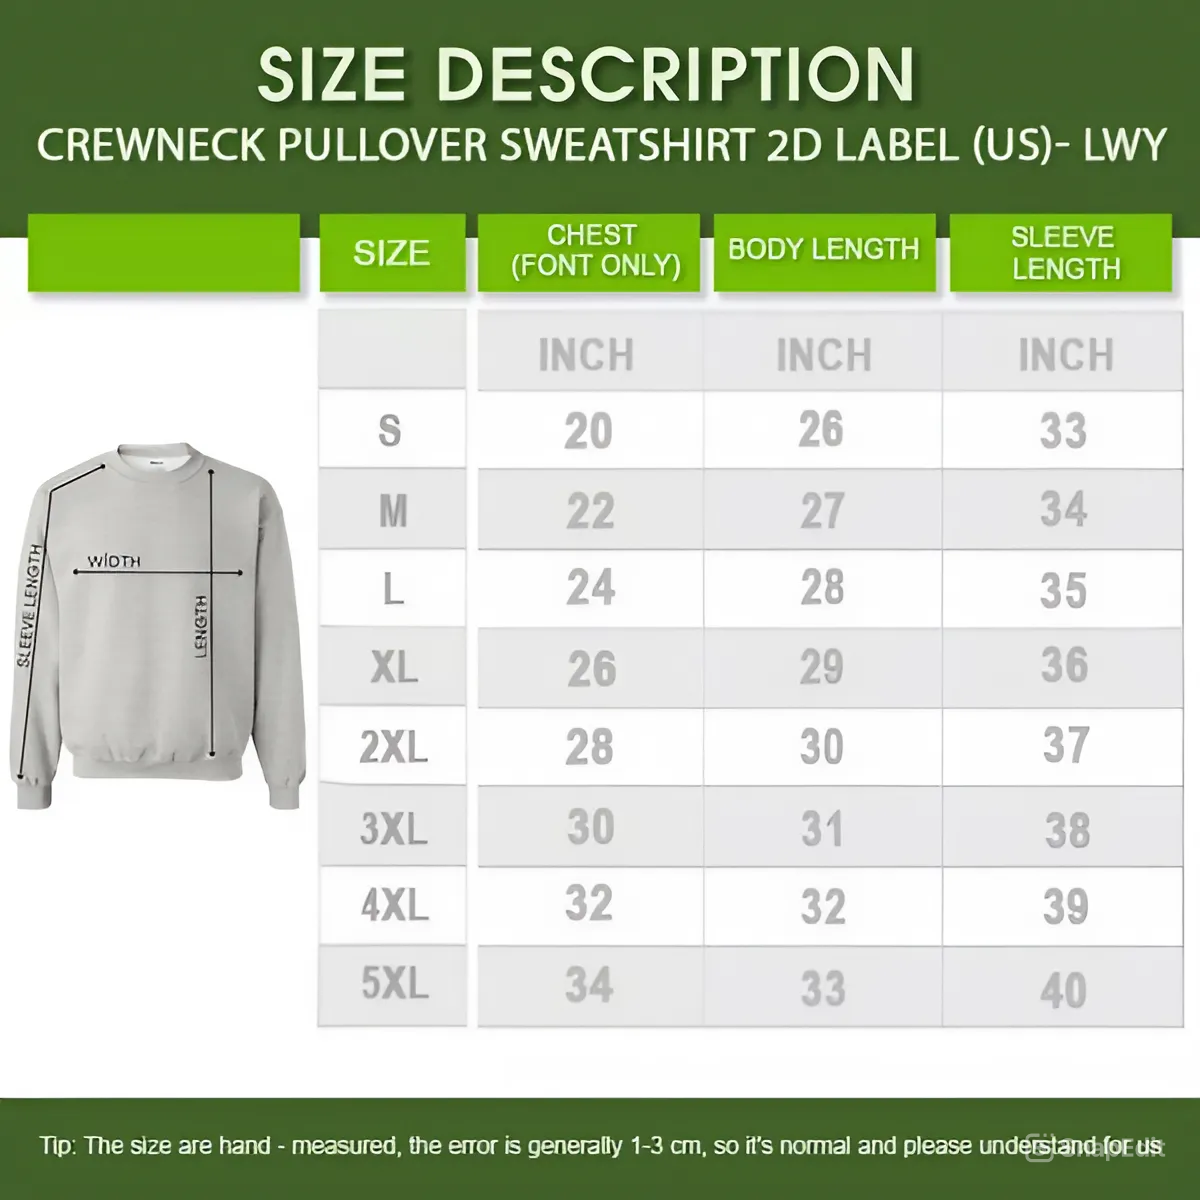 SIZE DESCRIPTION
CREWNECK PULLOVER SWEATSHIRT 2D LABEL (US)- LWY
SIZE
CHEST
(FONT ONLY)
BODY LENGTH
SLEEVE
LENGTH
INCH INCH INCH
S 20 26 33
M 22 27 34
L 24 28 35
XL 26 29 36
2XL 28 30 37
3XL 30 31 38
4XL 32 32 39
5XL 34 33 40
WIDTH
SLEEVE LENGTH
LENGTH
Tip: The size are hand - measured, the error is generally 1-3 cm, so it's normal and please understand for us
SnapEdit